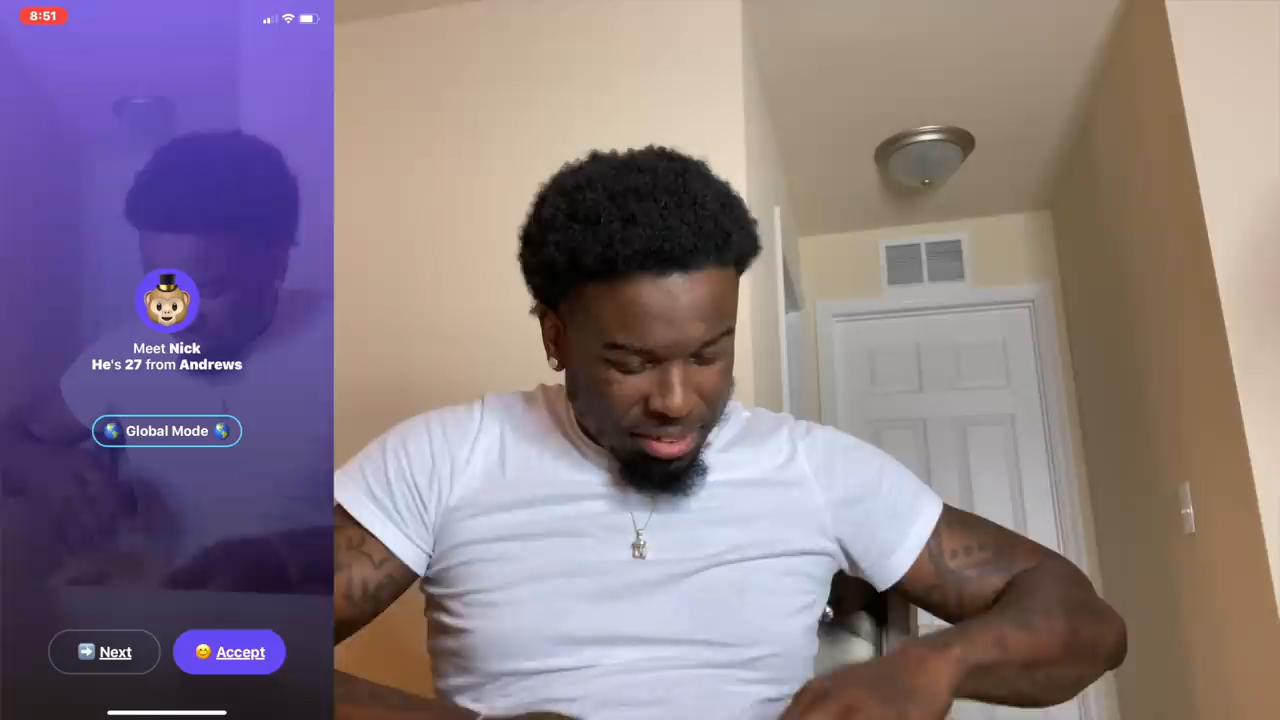 8:51
Meet Nick
He's 27 from Andrews
Global Mode
Next
Accept